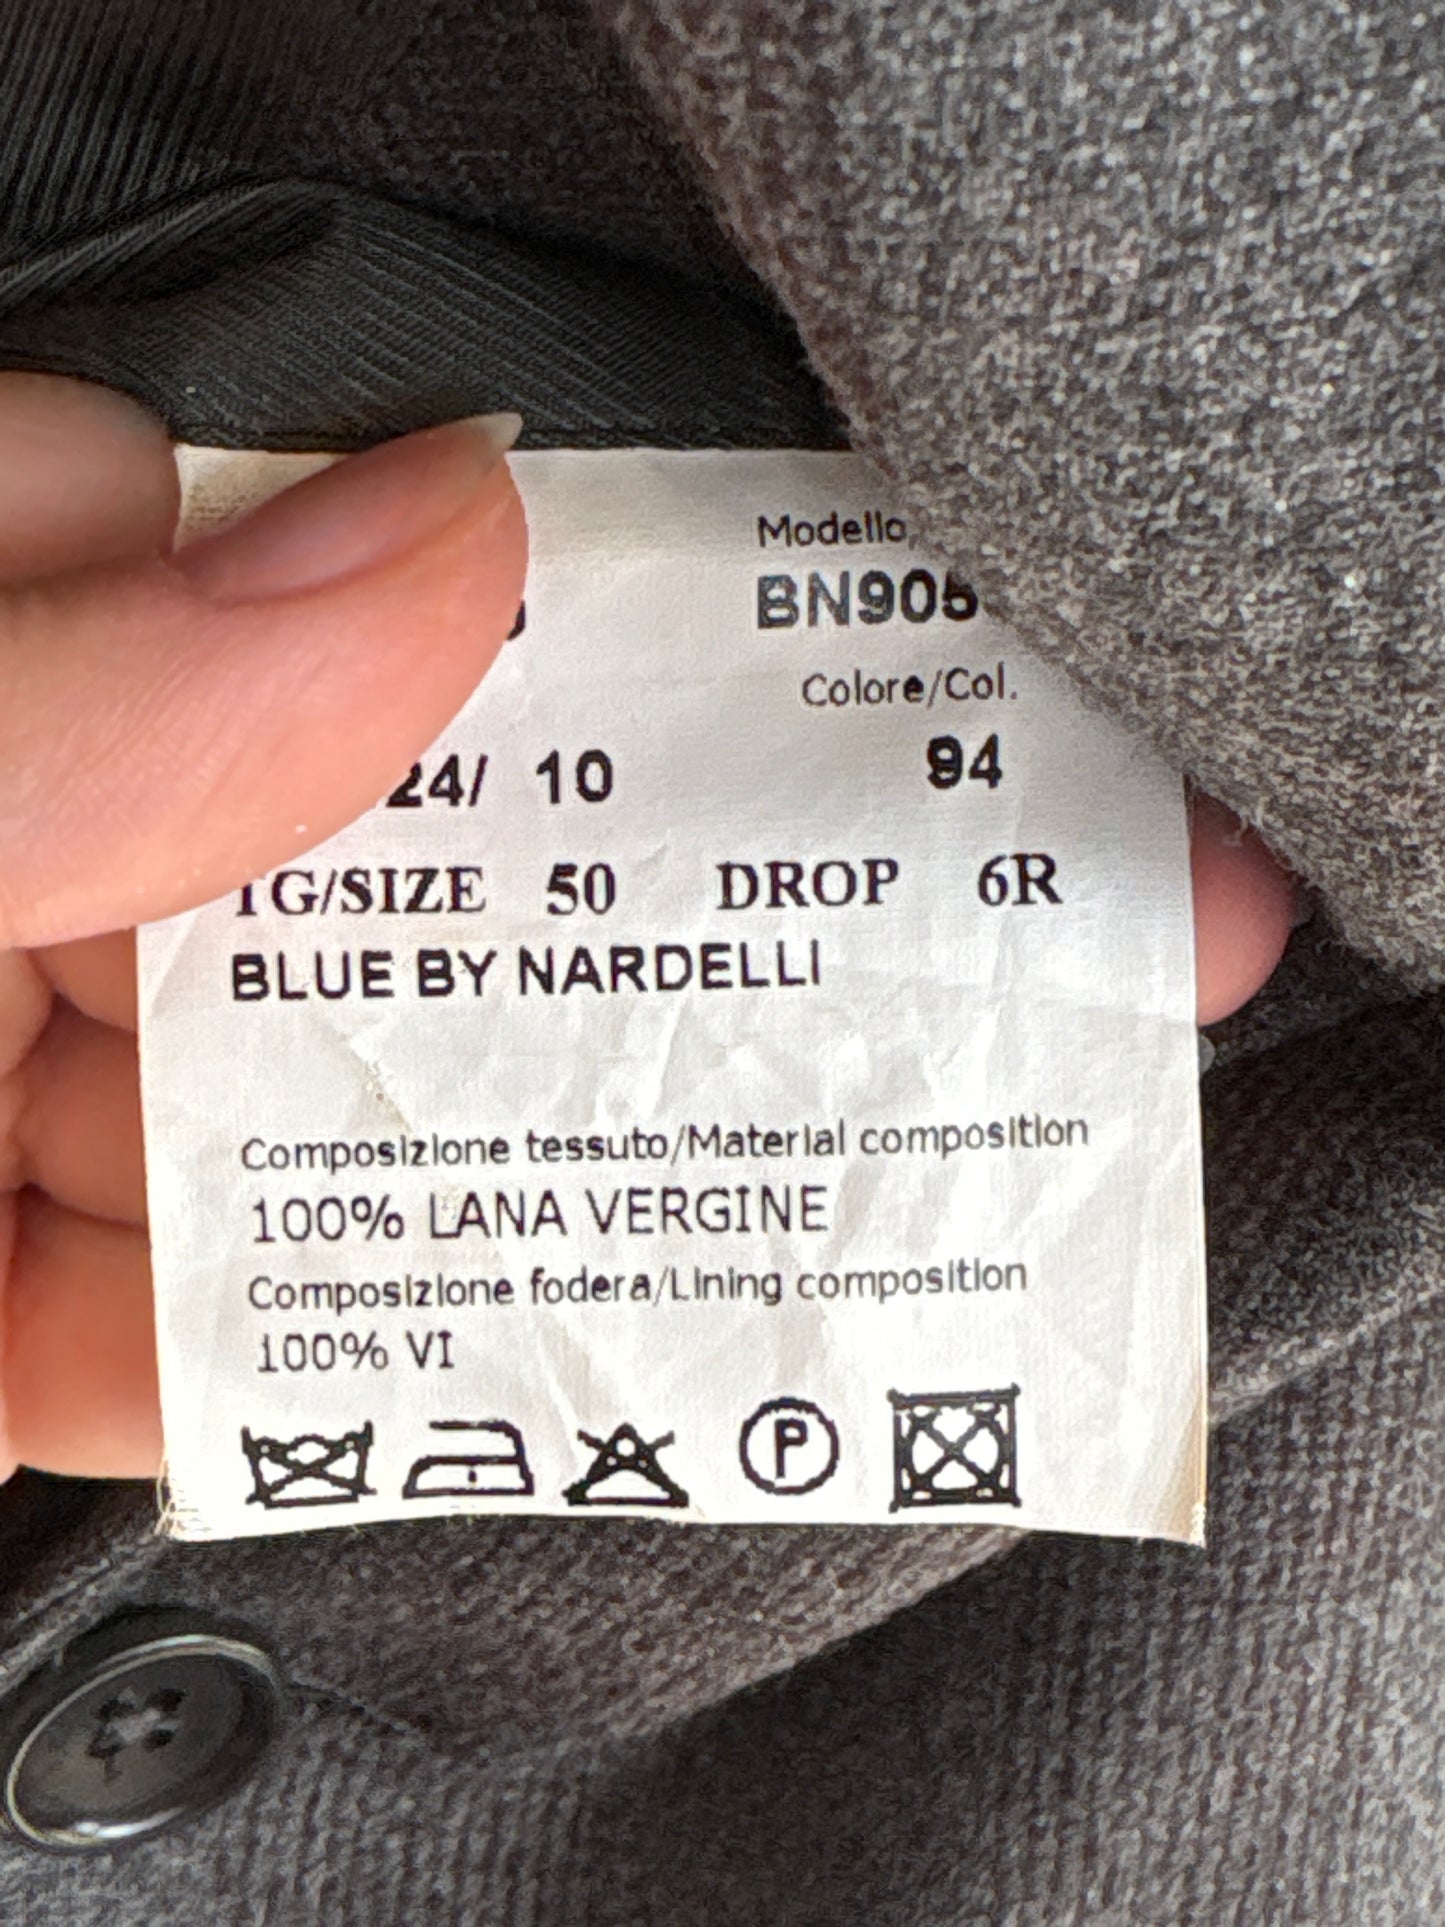 Modello
BN905
Colore/Col.
24/ 10 94
TG/SIZE 50 DROP 6R
BLUE BY NARDELLI
Composizione tessuto/Material composition
100% LANA VERGINE
Composizione fodera/Lining composition
100% VI
P